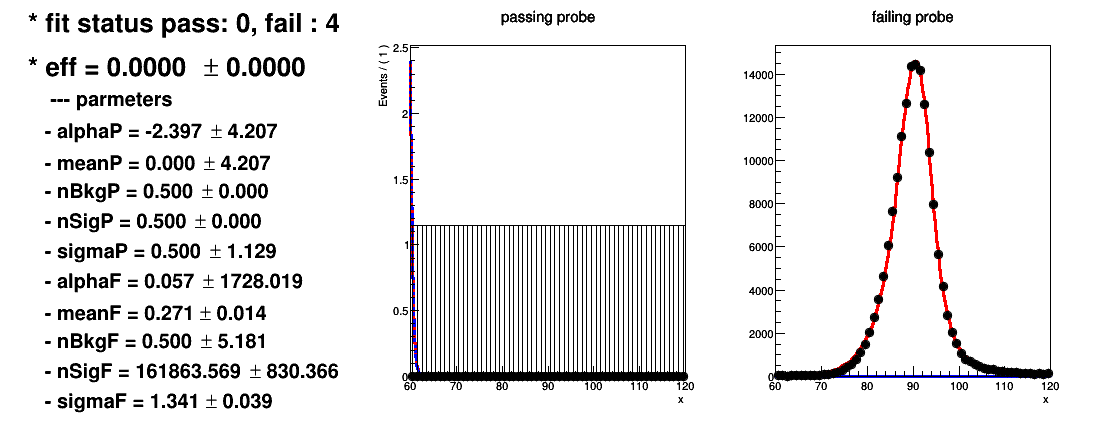 * fit status pass: 0, fail : 4
* eff = 0.0000 ± 0.0000
--- parmeters
- alphaP = -2.397 ± 4.207
- meanP = 0.000 ± 4.207
- nBkgP = 0.500 ± 0.000
- nSigP = 0.500 ± 0.000
- sigmaP = 0.500 ± 1.129
- alphaF = 0.057 ± 1728.019
- meanF = 0.271 ± 0.014
- nBkgF = 0.500 ± 5.181
- nSigF = 161863.569 ± 830.366
- sigmaF = 1.341 ± 0.039
passing probe
Events / ( 1 )
2.5
2
1.5
1
0.5
0
60 70 80 90 100 110 120
x
failing probe
14000
12000
10000
8000
6000
4000
2000
0
60 70 80 90 100 110 120
x